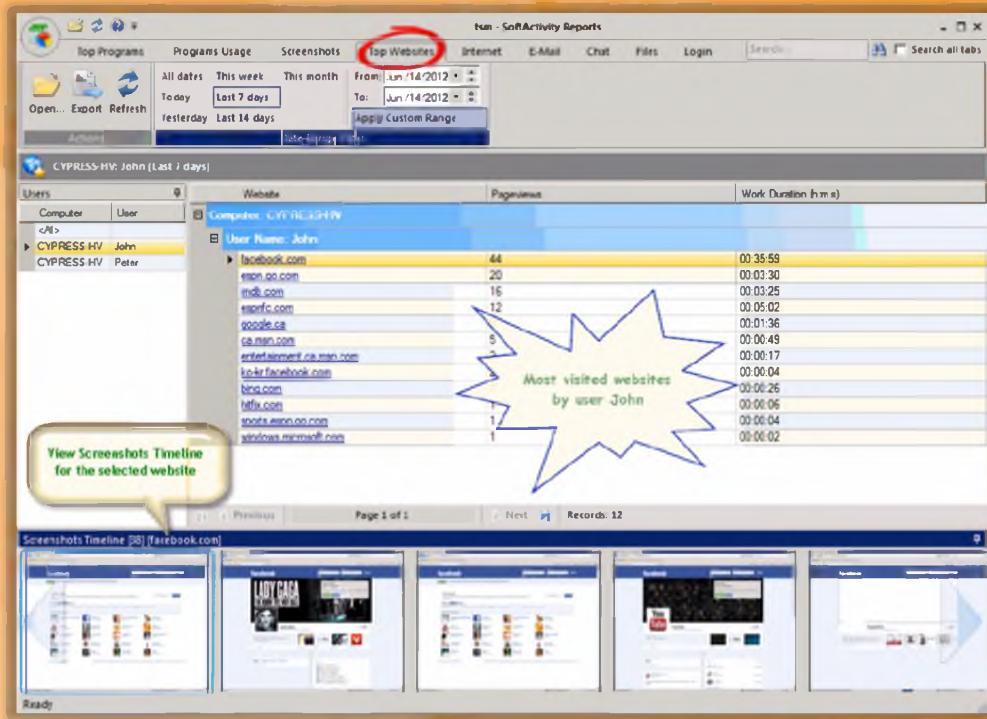 tsm - SoftActivity Reports
Top Programs Programs Usage Screenshots Top Websites Internet E-Mail Chat Files Login Search... Search all tabs
All dates This week This month From: Jun /14/2012
Today Last 7 days To: Jun /14/2012
Open... Export Refresh
Yesterday Last 14 days Apply Custom Range
Actions
CYPRESS-HV: John (Last 7 days)
Users Website Pageviews Work Duration (h:m:s)
Computer User
Computer: CYPRESS-HV
<All>
User Name: John
CYPRESS-HV John
CYPRESS-HV Peter
facebook.com 44 00:35:59
espn.go.com 20 00:03:30
imdb.com 16 00:03:25
espnfc.com 12 00:05:02
google.ca 00:01:36
ca.msn.com 5 00:00:49
entertainment.ca.msn.com 00:00:17
ko-kr.facebook.com 00:00:04
bing.com 00:00:26
hitfix.com 1 00:00:06
sports.espn.go.com 1 00:00:04
windows.microsoft.com 1 00:00:02
Most visited websites
by user John
View Screenshots Timeline
for the selected website
Previous Page 1 of 1 Next Records: 12
Screenshots Timeline [38] [facebook.com]
LADY GAGA
You
Tube
Ready